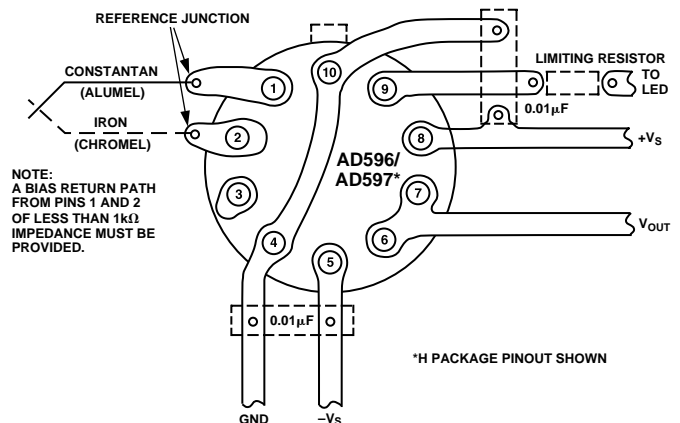 REFERENCE JUNCTION
CONSTANTAN
(ALUMEL)
IRON
(CHROMEL)
NOTE:
A BIAS RETURN PATH
FROM PINS 1 AND 2
OF LESS THAN 1kΩ
IMPEDANCE MUST BE
PROVIDED.
1
2
3
4
5
6
7
8
9
10
AD596/
AD597*
LIMITING RESISTOR
TO
LED
0.01μF
+VS
VOUT
0.01μF
GND
–VS
*H PACKAGE PINOUT SHOWN